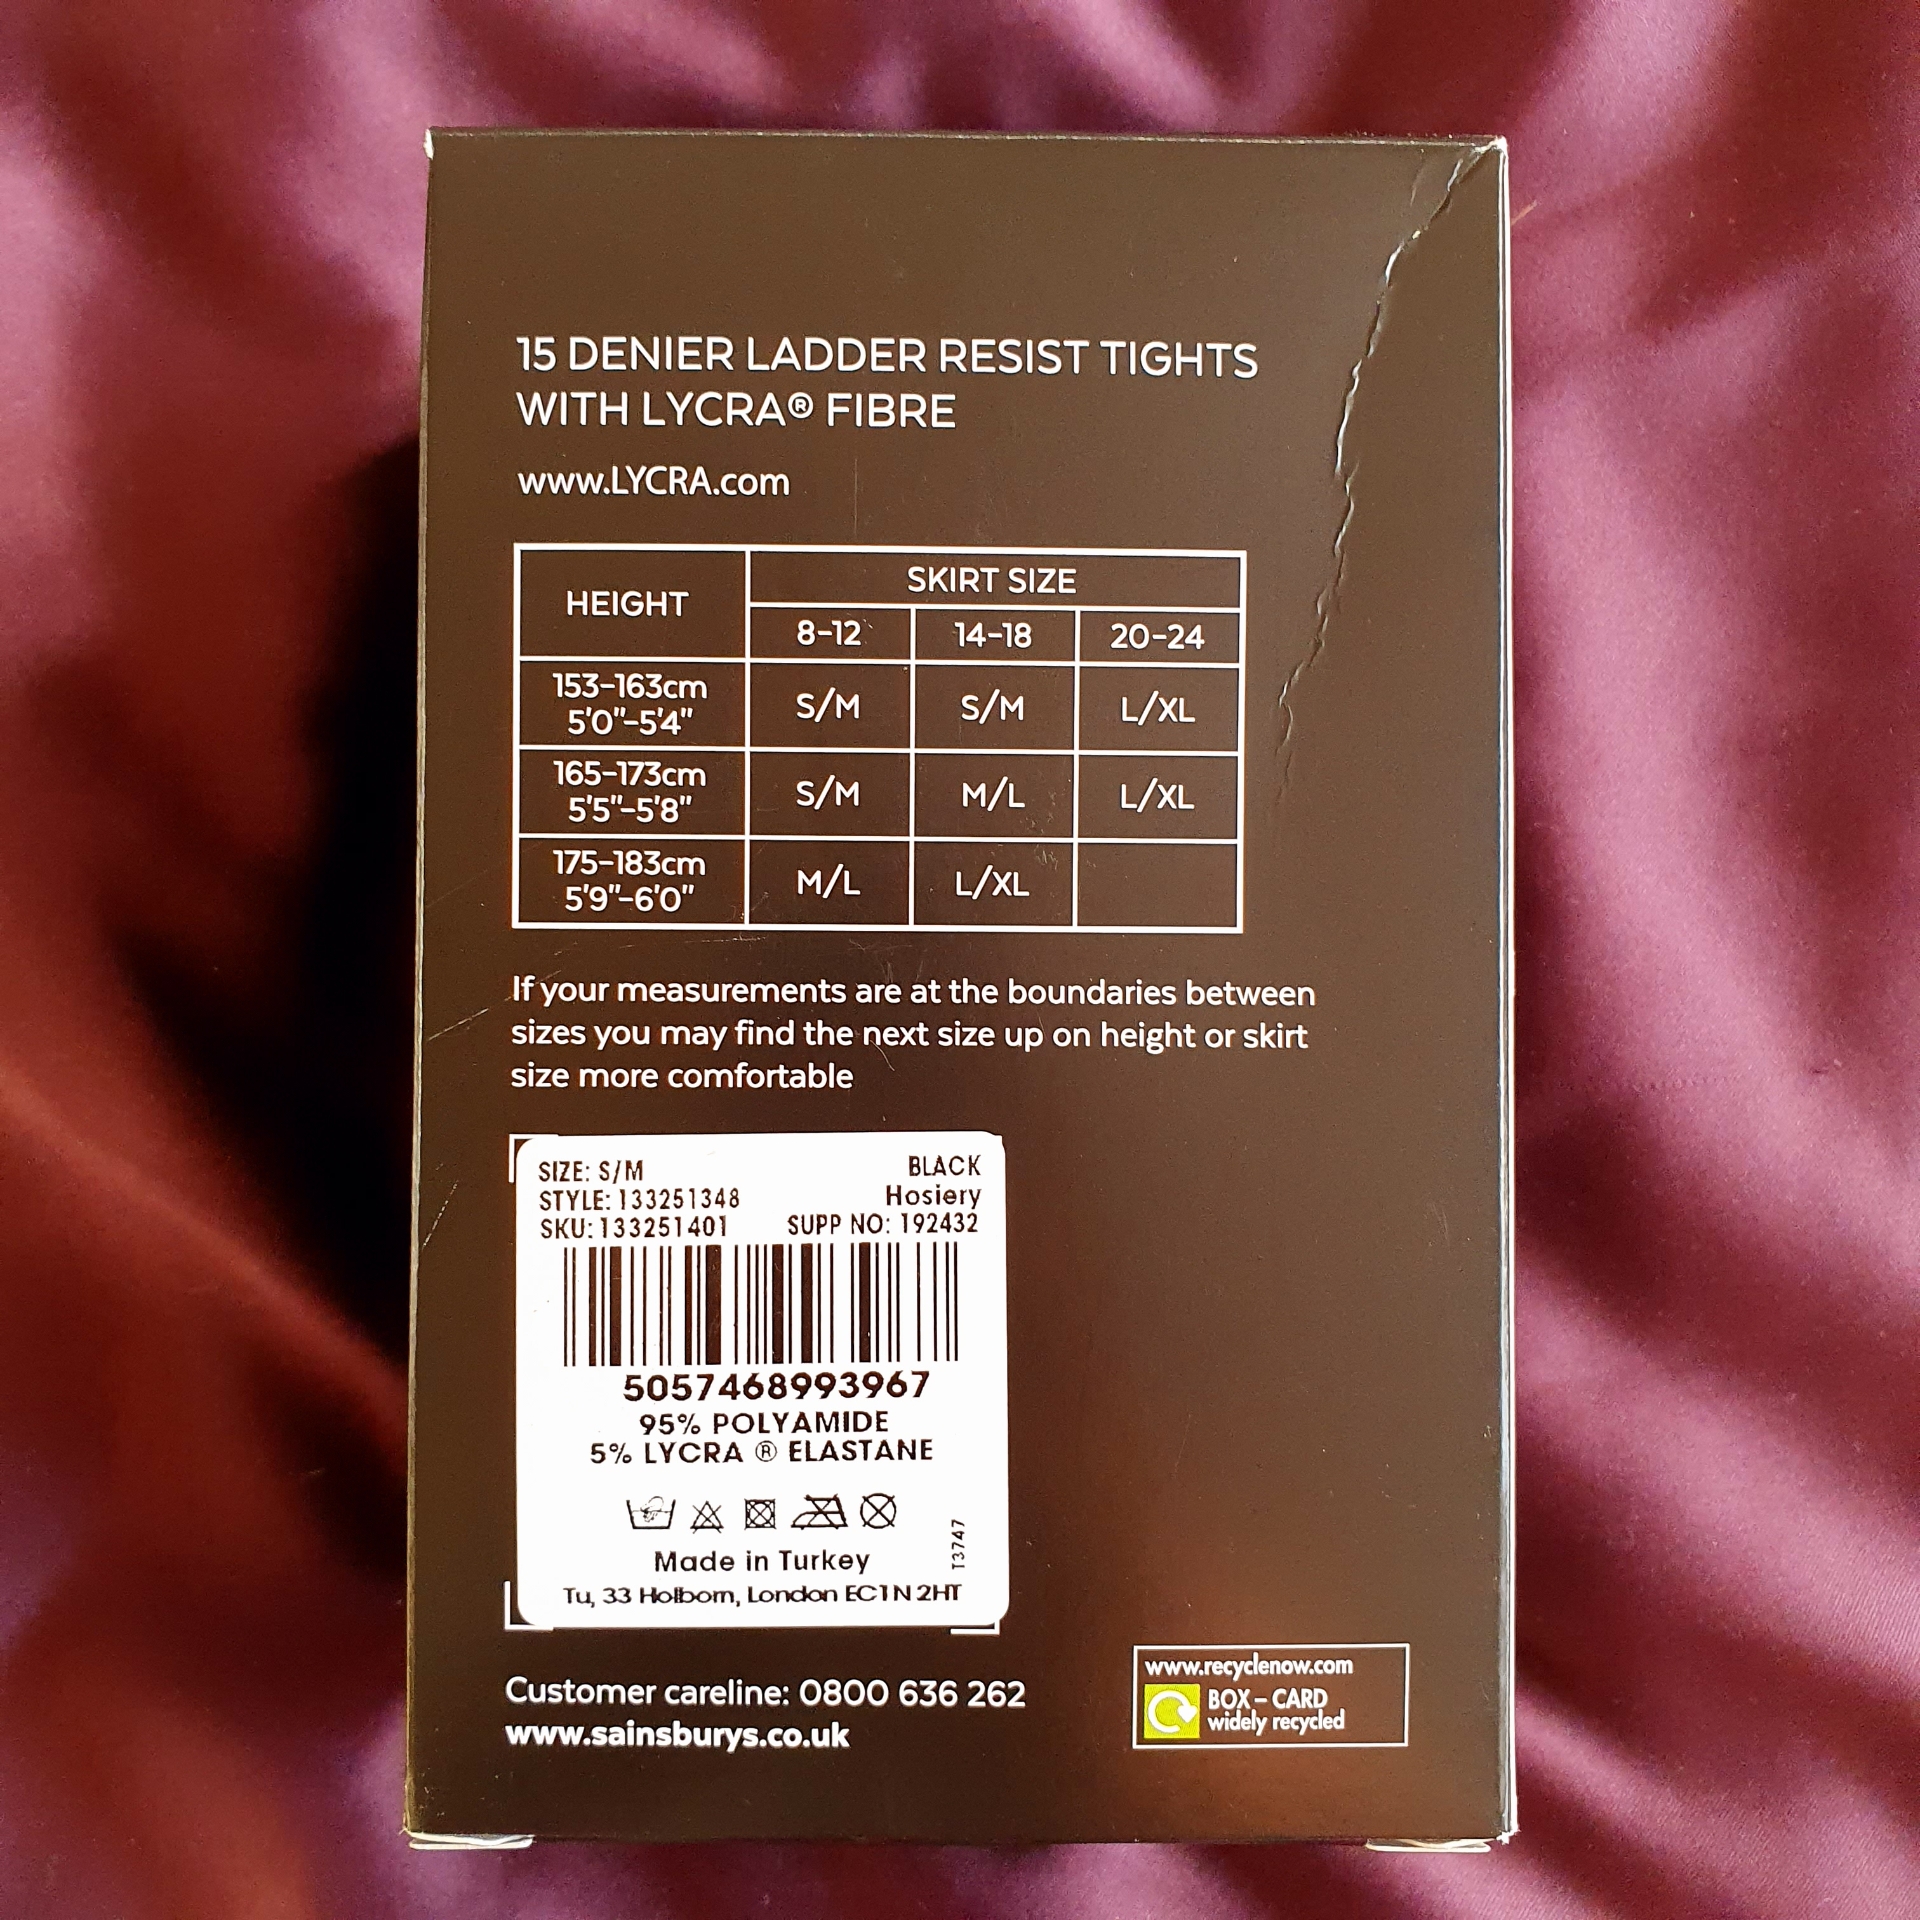 15 DENIER LADDER RESIST TIGHTS
WITH LYCRA® FIBRE
www.LYCRA.com
HEIGHT
SKIRT SIZE
8-12 14-18 20-24
153-163cm
5'0"-5'4"
S/M S/M L/XL
165-173cm
5'5"-5'8"
S/M M/L L/XL
175-183cm
5'9"-6'0"
M/L L/XL
If your measurements are at the boundaries between
sizes you may find the next size up on height or skirt
size more comfortable
SIZE: S/M BLACK
STYLE: 133251348 Hosiery
SKU: 133251401 SUPP NO: 192432
5057468993967
95% POLYAMIDE
5% LYCRA ® ELASTANE
T3747
Made in Turkey
Tu, 33 Holborn, London EC1N 2HT
Customer careline: 0800 636 262
www.sainsburys.co.uk
www.recyclenow.com
BOX – CARD
widely recycled